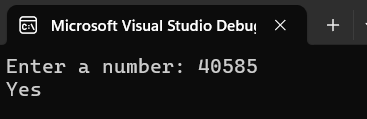 Microsoft Visual Studio Debug
Enter a number: 40585
Yes